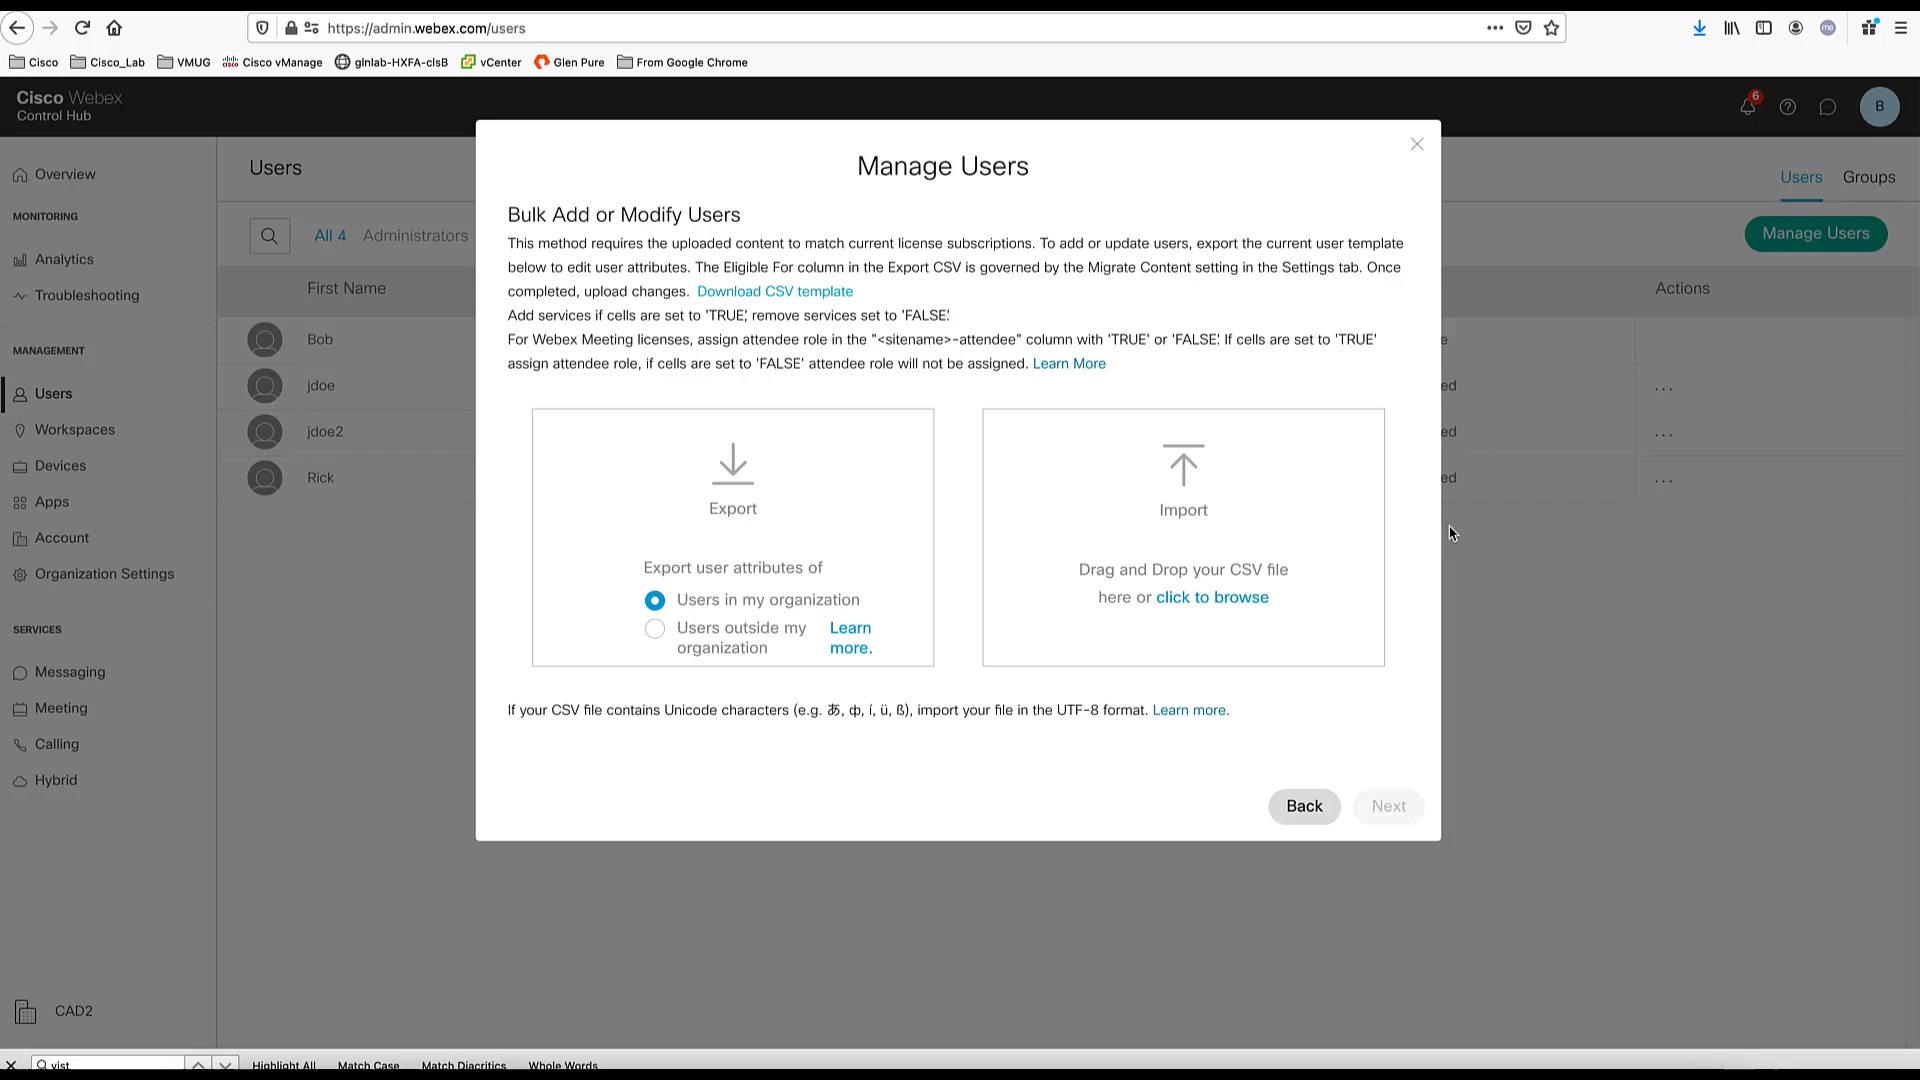 https://admin.webex.com/users
Cisco
Cisco_Lab
VMUG
Cisco vManage
glnlab-HXFA-clsB
vCenter
Glen Pure
From Google Chrome
me
Cisco Webex
Control Hub
6
B
Overview
MONITORING
Analytics
Troubleshooting
MANAGEMENT
Users
Workspaces
Devices
Apps
Account
Organization Settings
SERVICES
Messaging
Meeting
Calling
Hybrid
CAD2
Users
Users
Groups
All 4
Administrators
Manage Users
First Name
Actions
Bob
e
jdoe
ed
...
jdoe2
ed
...
Rick
ed
...
Manage Users
Bulk Add or Modify Users
This method requires the uploaded content to match current license subscriptions. To add or update users, export the current user template
below to edit user attributes. The Eligible For column in the Export CSV is governed by the Migrate Content setting in the Settings tab. Once
completed, upload changes. Download CSV template
Add services if cells are set to 'TRUE', remove services set to 'FALSE'.
For Webex Meeting licenses, assign attendee role in the "<sitename>-attendee" column with 'TRUE' or 'FALSE'. If cells are set to 'TRUE'
assign attendee role, if cells are set to 'FALSE' attendee role will not be assigned. Learn More
Export
Export user attributes of
Users in my organization
Users outside my
organization
Learn
more.
Import
Drag and Drop your CSV file
here or click to browse
If your CSV file contains Unicode characters (e.g. あ, ф, í, ü, ß), import your file in the UTF-8 format. Learn more.
Back
Next
vist
Highlight All
Match Case
Match Diacritics
Whole Words